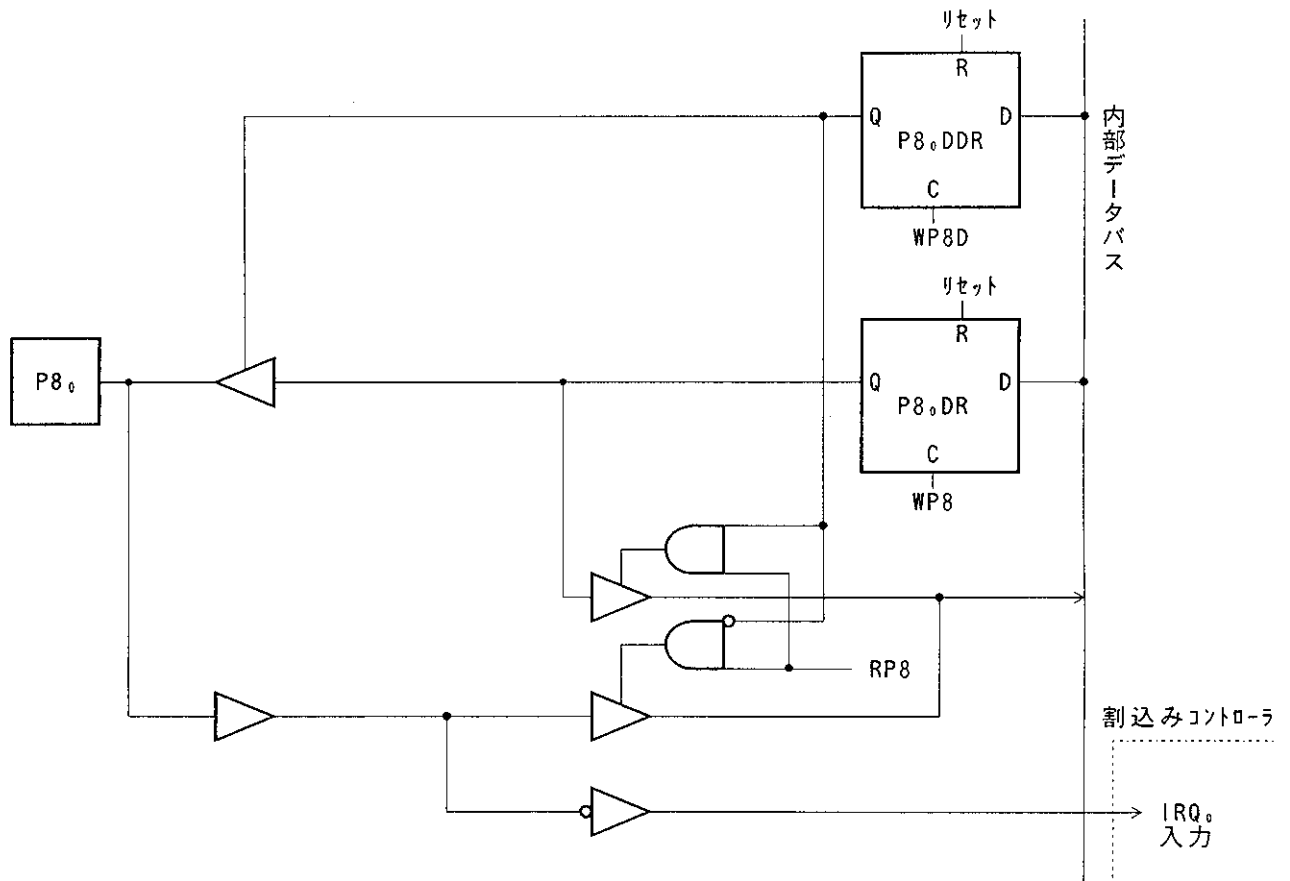 リセット
R
Q
D
P8₀DDR
C
WP8D
内部データバス
リセット
R
P8₀
Q
D
P8₀DR
C
WP8
RP8
割込みコントローラ
IRQ₀
入力